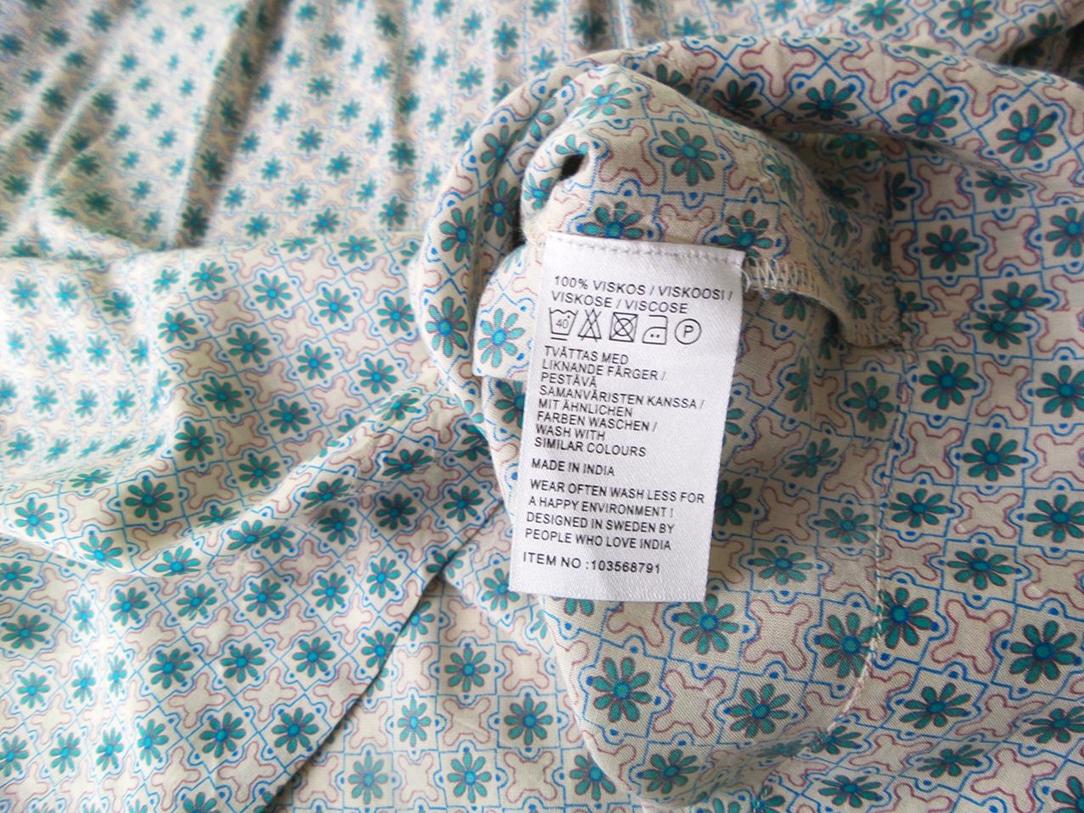 100% VISKOS / VISKOOSI /
VISKOSE / VISCOSE
40 P
TVÄTTAS MED
LIKNANDE FÄRGER /
PESTÄVÄ
SAMANVÄRISTEN KANSSA /
MIT ÄHNLICHEN
FARBEN WASCHEN /
WASH WITH
SIMILAR COLOURS
MADE IN INDIA
WEAR OFTEN WASH LESS FOR
A HAPPY ENVIRONMENT !
DESIGNED IN SWEDEN BY
PEOPLE WHO LOVE INDIA
ITEM NO :103568791